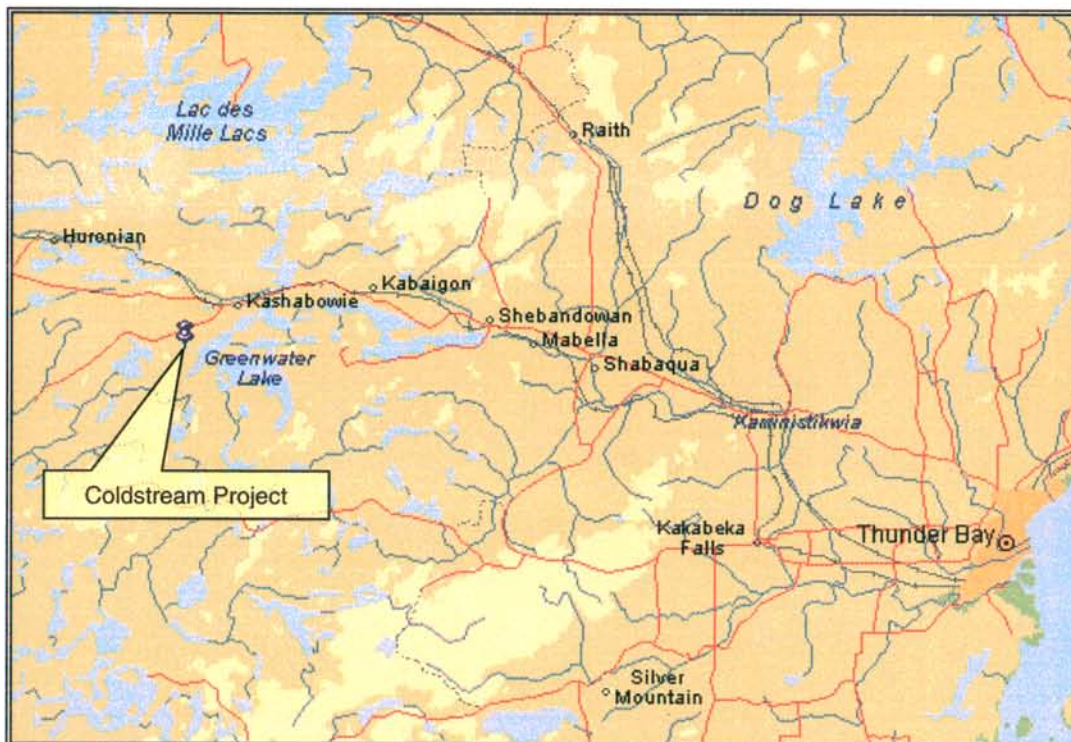 Lac des
Mille Lacs
Raith
Dog Lake
Huronian
Kabaigon
Kashabowie
Shebandowan
Mabella
Greenwater
Lake
Shabaqua
Kaministikwia
Coldstream Project
Kakabeka
Falls
Thunder Bay
Silver
Mountain